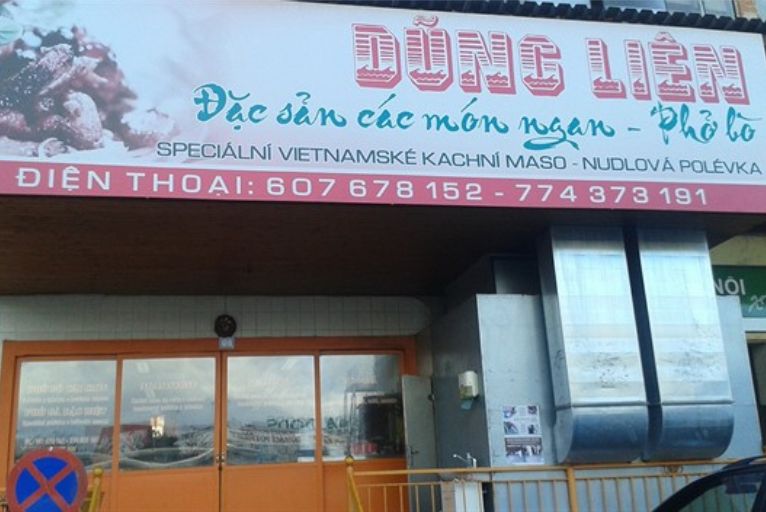 DŨNG LIÊN
Đặc sản các món ngan - Phở bò
SPECIÁLNÍ VIETNAMSKÉ KACHNÍ MASO - NUDLOVÁ POLÉVKA
ĐIỆN THOẠI: 607 678 152 - 774 373 191
NỘI